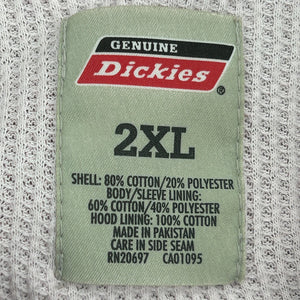 GENUINE
Dickies®
2XL
SHELL: 80% COTTON/20% POLYESTER
BODY/SLEEVE LINING:
60% COTTON/40% POLYESTER
HOOD LINING: 100% COTTON
MADE IN PAKISTAN
CARE IN SIDE SEAM
RN20697 CA01095